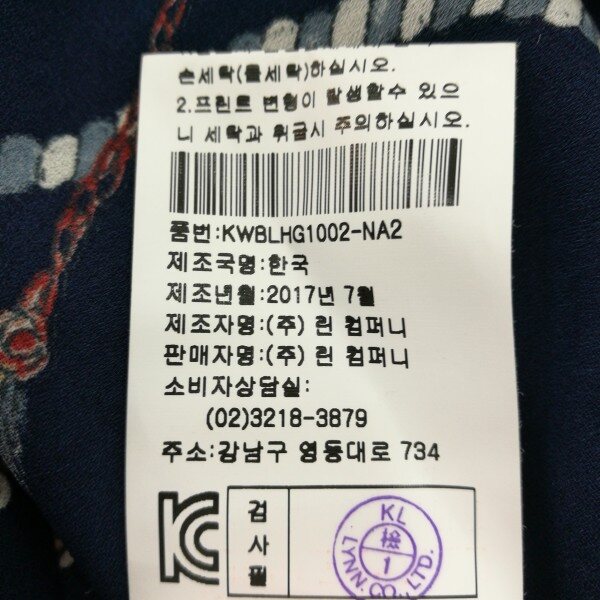 손세탁(물세탁)하실시오.
2.프린트 변형이 발생할수 있으
니 세탁과 취급시 주의하십시오.
품번:KWBLHG1002-NA2
제조국명:한국
제조년월:2017년 7월
제조자명:(주) 린 컴퍼니
판매자명:(주) 린 컴퍼니
소비자상담실:
(02)3218-3879
주소:강남구 영동대로 734
KC
검사필
KL
檢
1
LYNN.CO.,LTD.